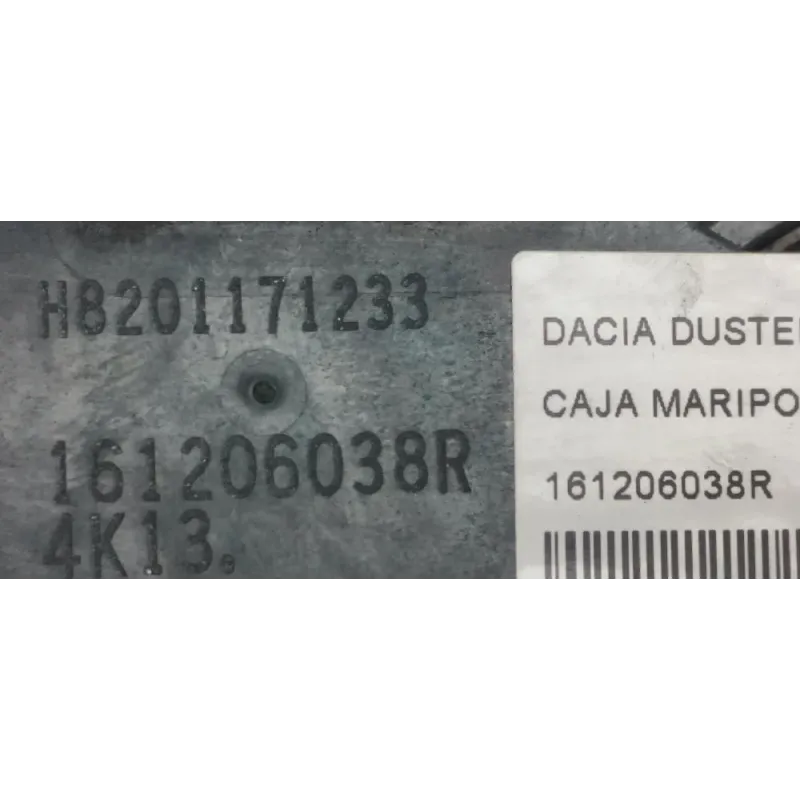 H8201171233
161206038R
4K13.
DACIA DUSTE
CAJA MARIPO
161206038R